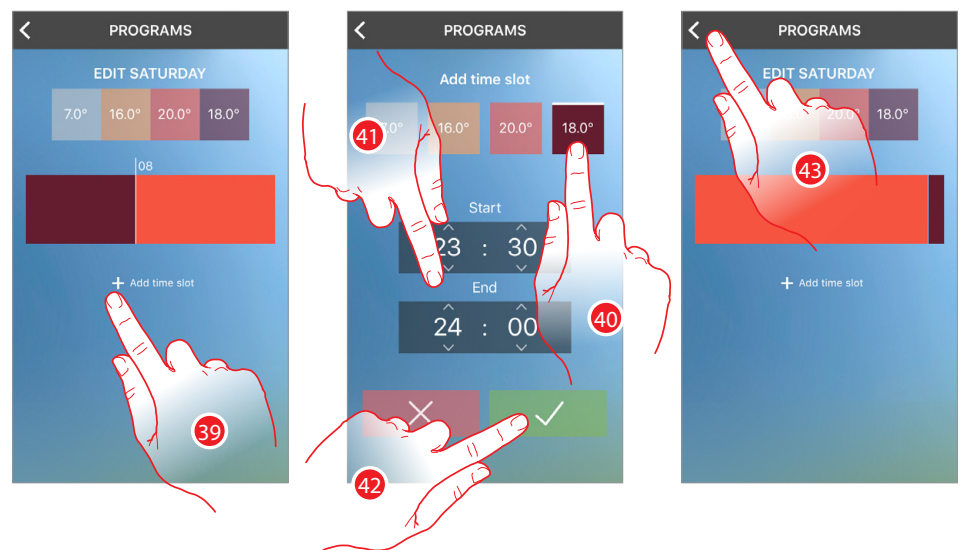 PROGRAMS
EDIT SATURDAY
7.0° 16.0° 20.0° 18.0°
08
+ Add time slot
39
PROGRAMS
Add time slot
41
.0° 16.0° 20.0° 18.0°
Start
23 : 30
End
24 : 00
40
42
PROGRAMS
EDIT SATURDAY
20.0° 18.0°
43
+ Add time slot